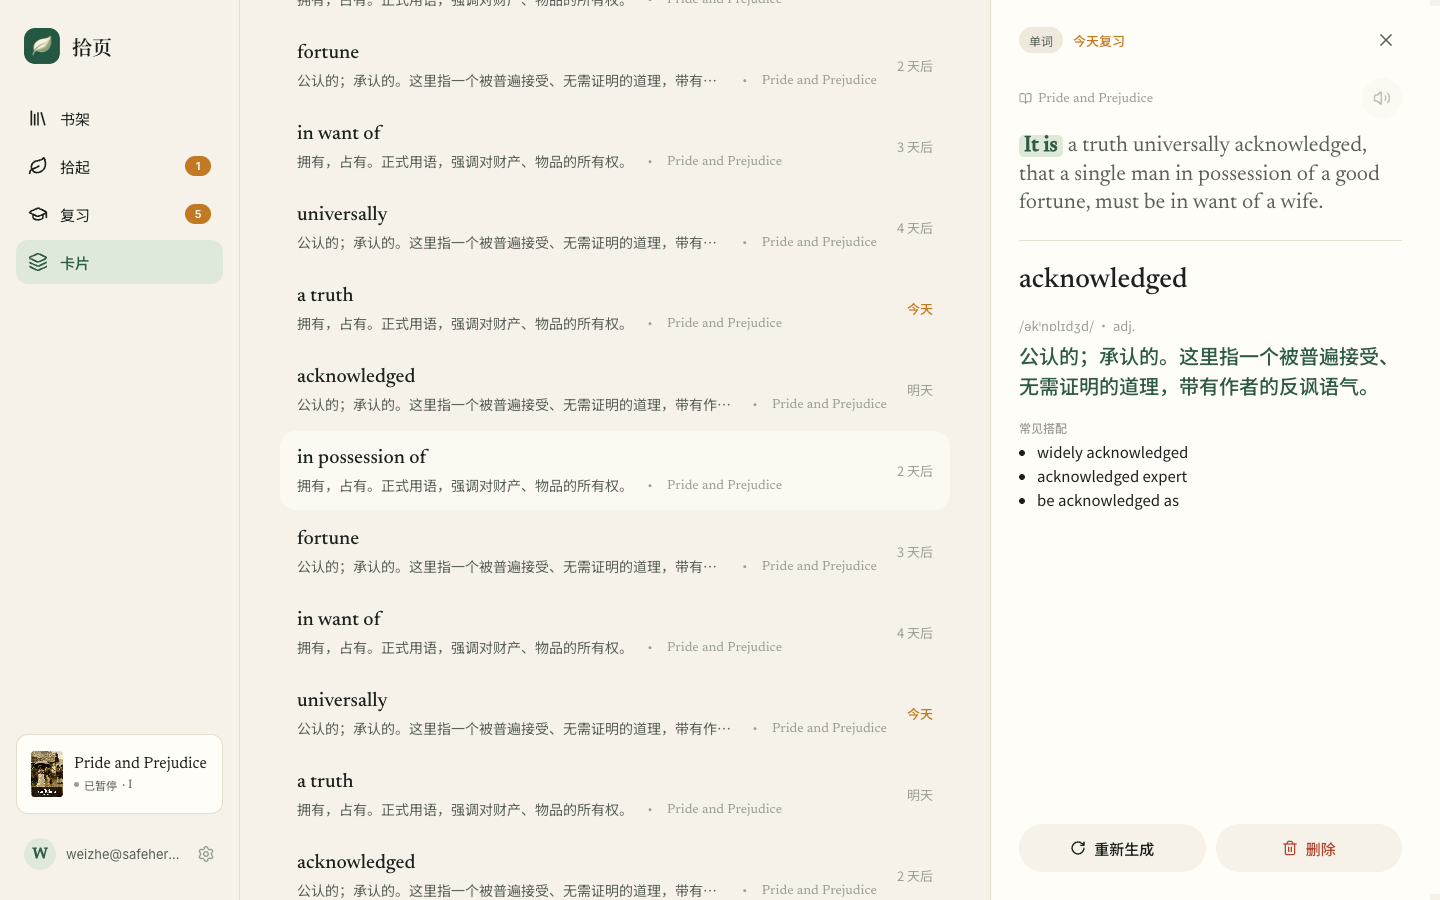 拾页
书架
拾起 1
复习 5
卡片
Pride and Prejudice
已暂停 · I
W weizhe@safeher...
拥有，占有。正式用语，强调对财产、物品的所有权。 • Pride and Prejudice
fortune
公认的；承认的。这里指一个被普遍接受、无需证明的道理，带有… • Pride and Prejudice
2 天后
in want of
拥有，占有。正式用语，强调对财产、物品的所有权。 • Pride and Prejudice
3 天后
universally
公认的；承认的。这里指一个被普遍接受、无需证明的道理，带有… • Pride and Prejudice
4 天后
a truth
拥有，占有。正式用语，强调对财产、物品的所有权。 • Pride and Prejudice
今天
acknowledged
公认的；承认的。这里指一个被普遍接受、无需证明的道理，带有作… • Pride and Prejudice
明天
in possession of
拥有，占有。正式用语，强调对财产、物品的所有权。 • Pride and Prejudice
2 天后
fortune
公认的；承认的。这里指一个被普遍接受、无需证明的道理，带有… • Pride and Prejudice
3 天后
in want of
拥有，占有。正式用语，强调对财产、物品的所有权。 • Pride and Prejudice
4 天后
universally
公认的；承认的。这里指一个被普遍接受、无需证明的道理，带有作… • Pride and Prejudice
今天
a truth
拥有，占有。正式用语，强调对财产、物品的所有权。 • Pride and Prejudice
明天
acknowledged
公认的；承认的。这里指一个被普遍接受、无需证明的道理，带有… • Pride and Prejudice
2 天后
单词 今天复习
Pride and Prejudice
It is a truth universally acknowledged,
that a single man in possession of a good
fortune, must be in want of a wife.
acknowledged
/əkˈnɒlɪdʒd/ • adj.
公认的；承认的。这里指一个被普遍接受、
无需证明的道理，带有作者的反讽语气。
常见搭配
• widely acknowledged
• acknowledged expert
• be acknowledged as
重新生成
删除